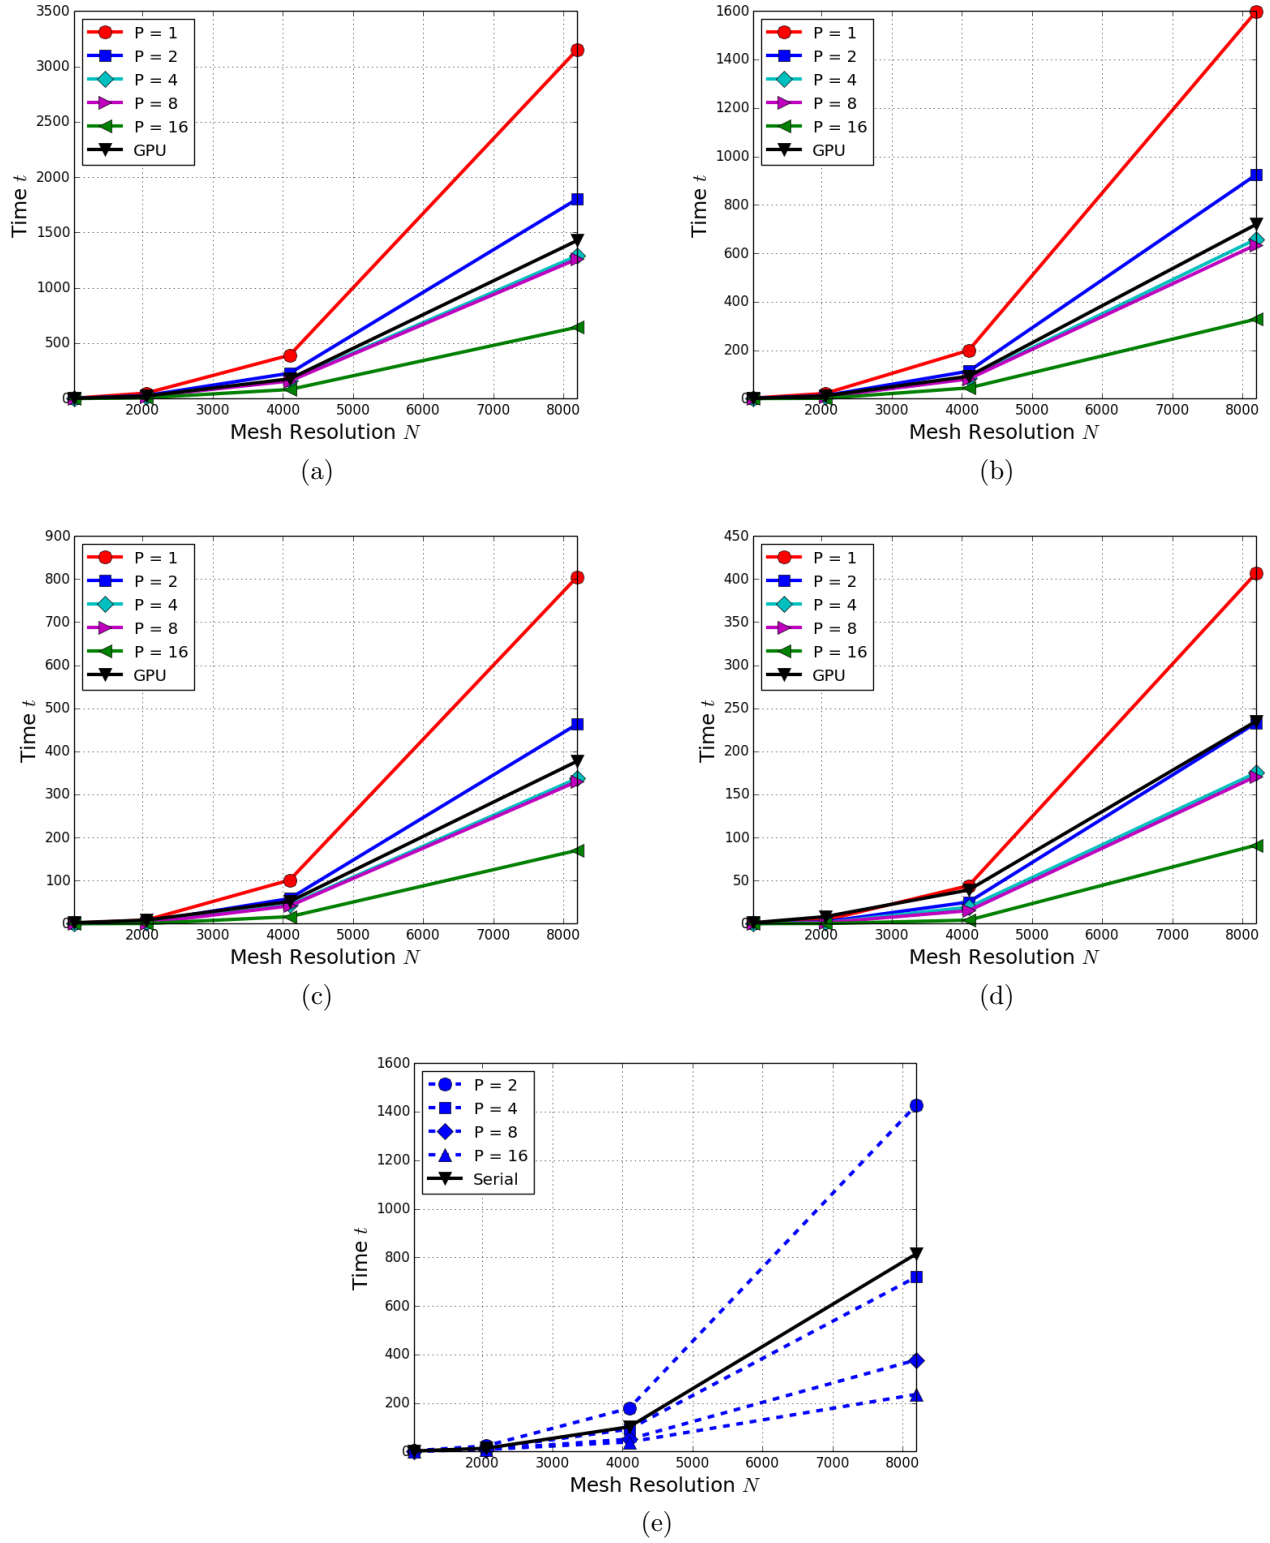 3500
3000
2500
2000
1500
1000
500
0
Time t
P = 1
P = 2
P = 4
P = 8
P = 16
GPU
2000 3000 4000 5000 6000 7000 8000
Mesh Resolution N
(a)
1600
1400
1200
1000
800
600
400
200
0
Time t
P = 1
P = 2
P = 4
P = 8
P = 16
GPU
2000 3000 4000 5000 6000 7000 8000
Mesh Resolution N
(b)
900
800
700
600
500
400
300
200
100
0
Time t
P = 1
P = 2
P = 4
P = 8
P = 16
GPU
2000 3000 4000 5000 6000 7000 8000
Mesh Resolution N
(c)
450
400
350
300
250
200
150
100
50
0
Time t
P = 1
P = 2
P = 4
P = 8
P = 16
GPU
2000 3000 4000 5000 6000 7000 8000
Mesh Resolution N
(d)
1600
1400
1200
1000
800
600
400
200
0
Time t
P = 2
P = 4
P = 8
P = 16
Serial
2000 3000 4000 5000 6000 7000 8000
Mesh Resolution N
(e)